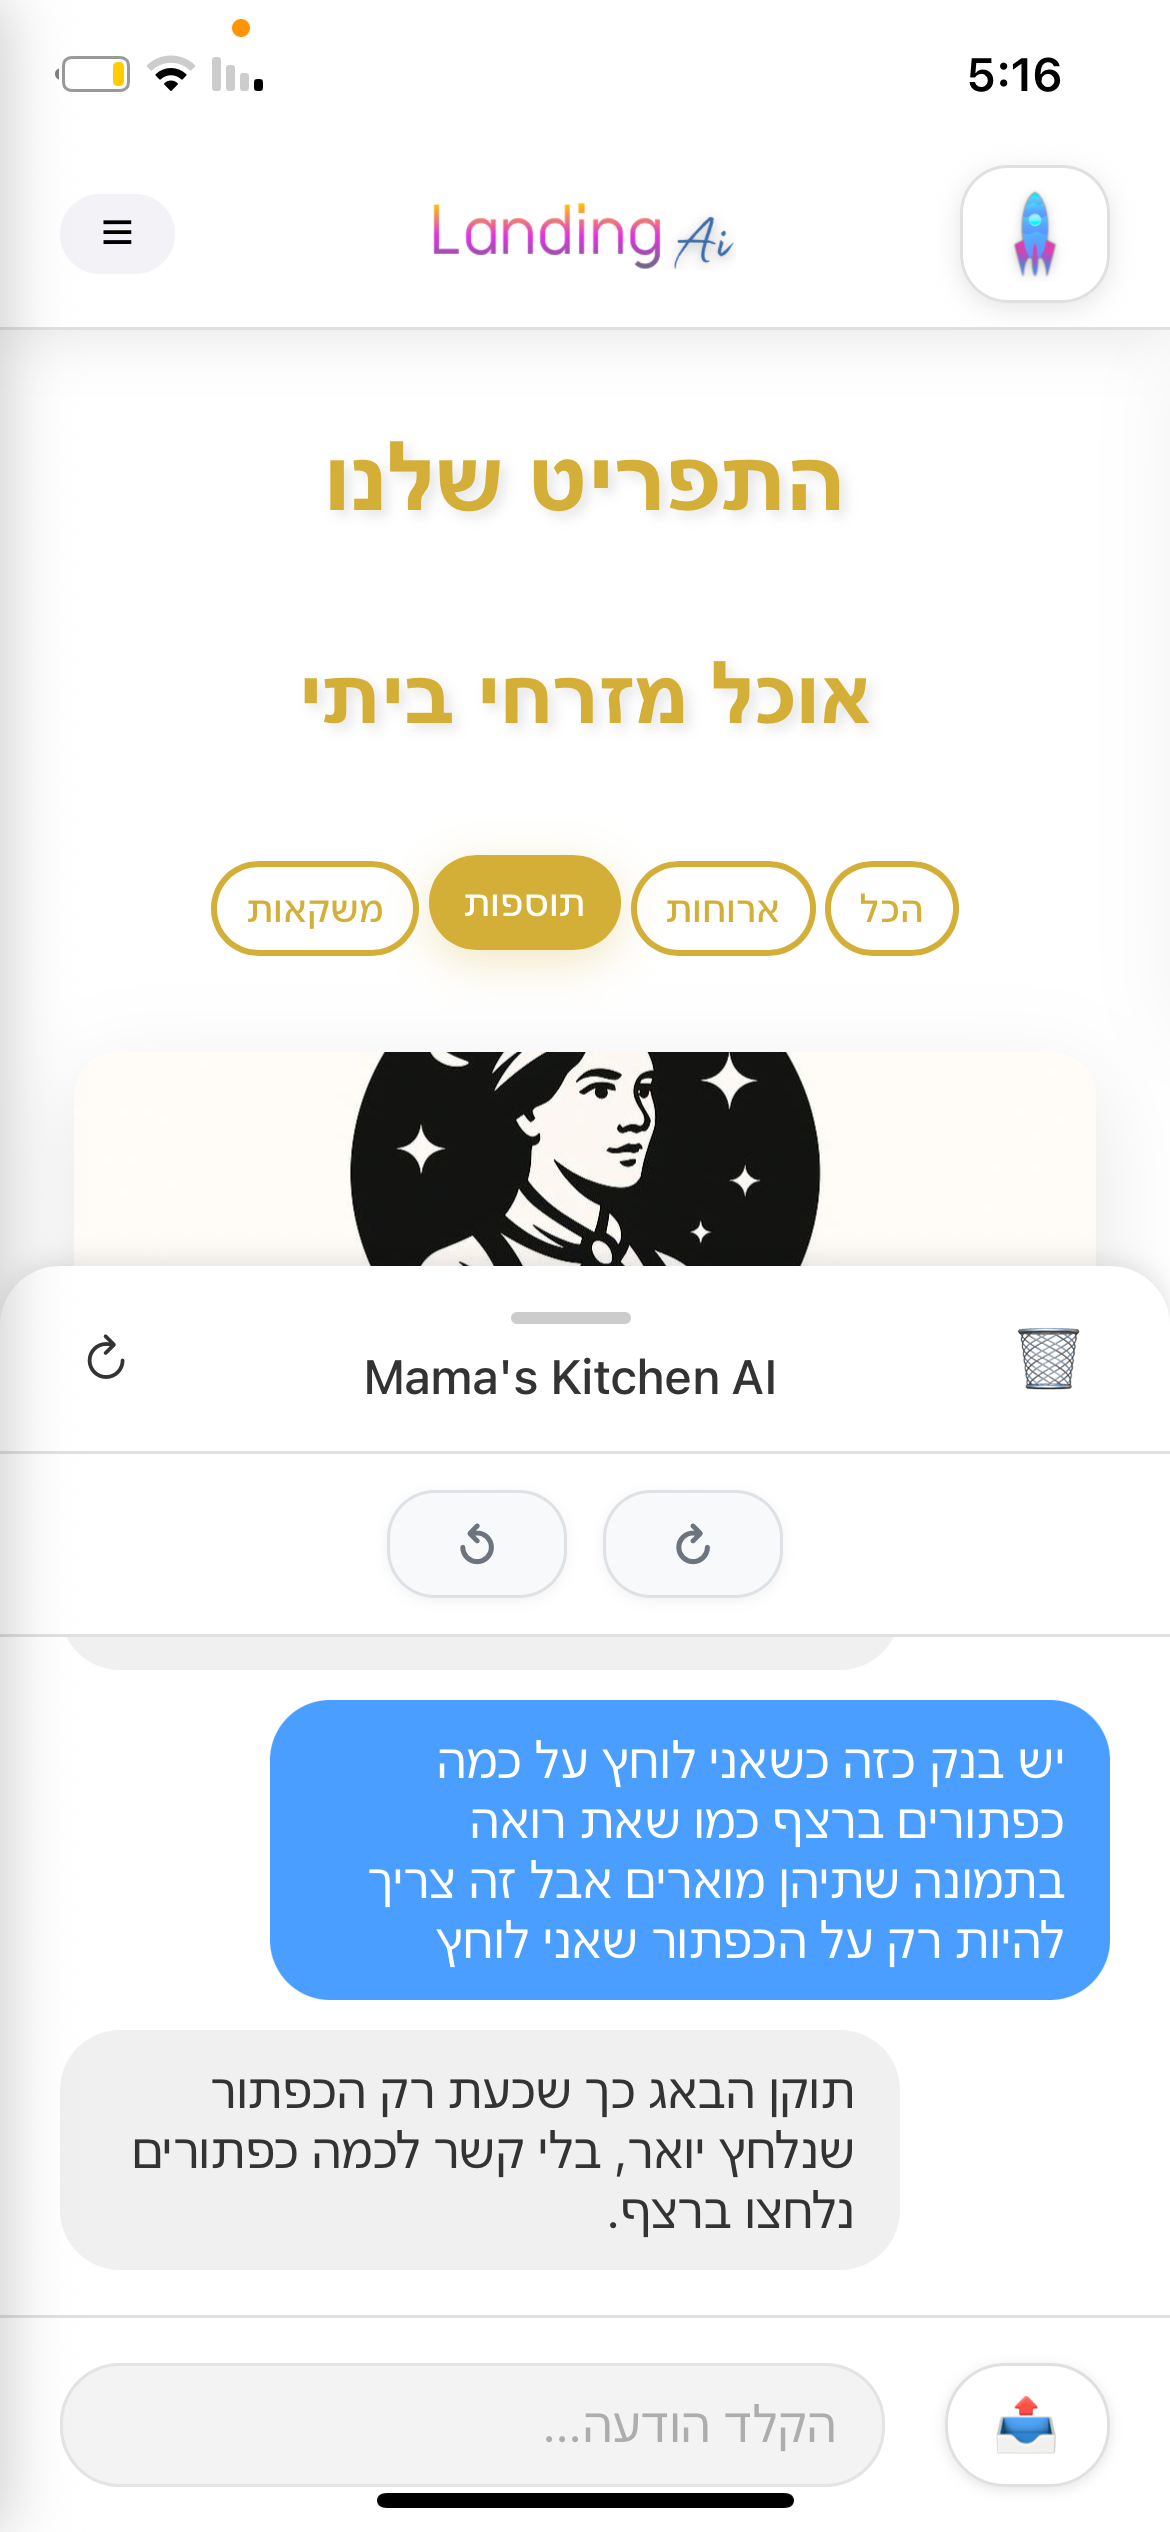 5:16
Landing Ai
התפריט שלנו
אוכל מזרחי ביתי
הכל
ארוחות
תוספות
משקאות
Mama's Kitchen AI
יש בנק כזה כשאני לוחץ על כמה
כפתורים ברצף כמו שאת רואה
בתמונה שתיהן מוארים אבל זה צריך
להיות רק על הכפתור שאני לוחץ
תוקן הבאג כך שכעת רק הכפתור
שנלחץ יואר, בלי קשר לכמה כפתורים
נלחצו ברצף.
הקלד הודעה...